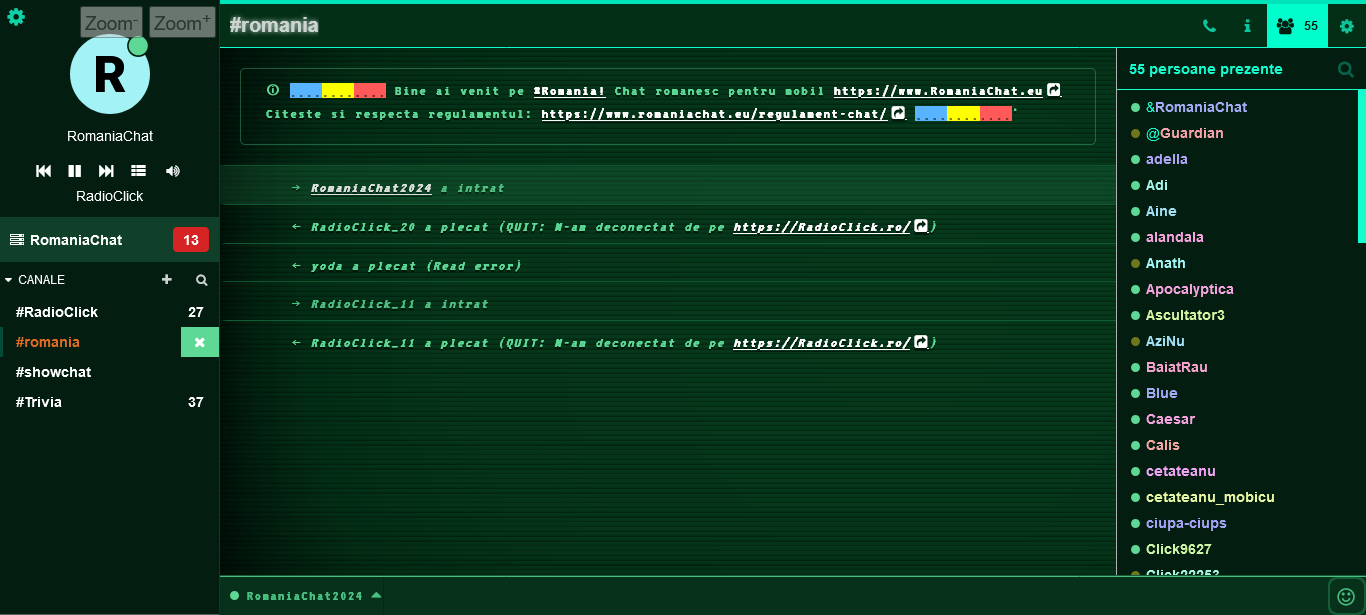 Zoom- Zoom+
R
RomaniaChat
RadioClick
RomaniaChat 13
CANALE
#RadioClick 27
#romania
#showchat
#Trivia 37
#romania
55
.... .... .... Bine ai venit pe #Romania! Chat romanesc pentru mobil https://www.RomaniaChat.eu
Citeste si respecta regulamentul: https://www.romaniachat.eu/regulament-chat/ .... .... ....
→ RomaniaChat2024 a intrat
← RadioClick_20 a plecat (QUIT: M-am deconectat de pe https://RadioClick.ro/ )
← yoda a plecat (Read error)
→ RadioClick_11 a intrat
← RadioClick_11 a plecat (QUIT: M-am deconectat de pe https://RadioClick.ro/ )
RomaniaChat2024
55 persoane prezente
&RomaniaChat
@Guardian
adella
Adi
Aine
alandala
Anath
Apocalyptica
Ascultator3
AziNu
BaiatRau
Blue
Caesar
Calis
cetateanu
cetateanu_mobicu
ciupa-ciups
Click9627
Click22253